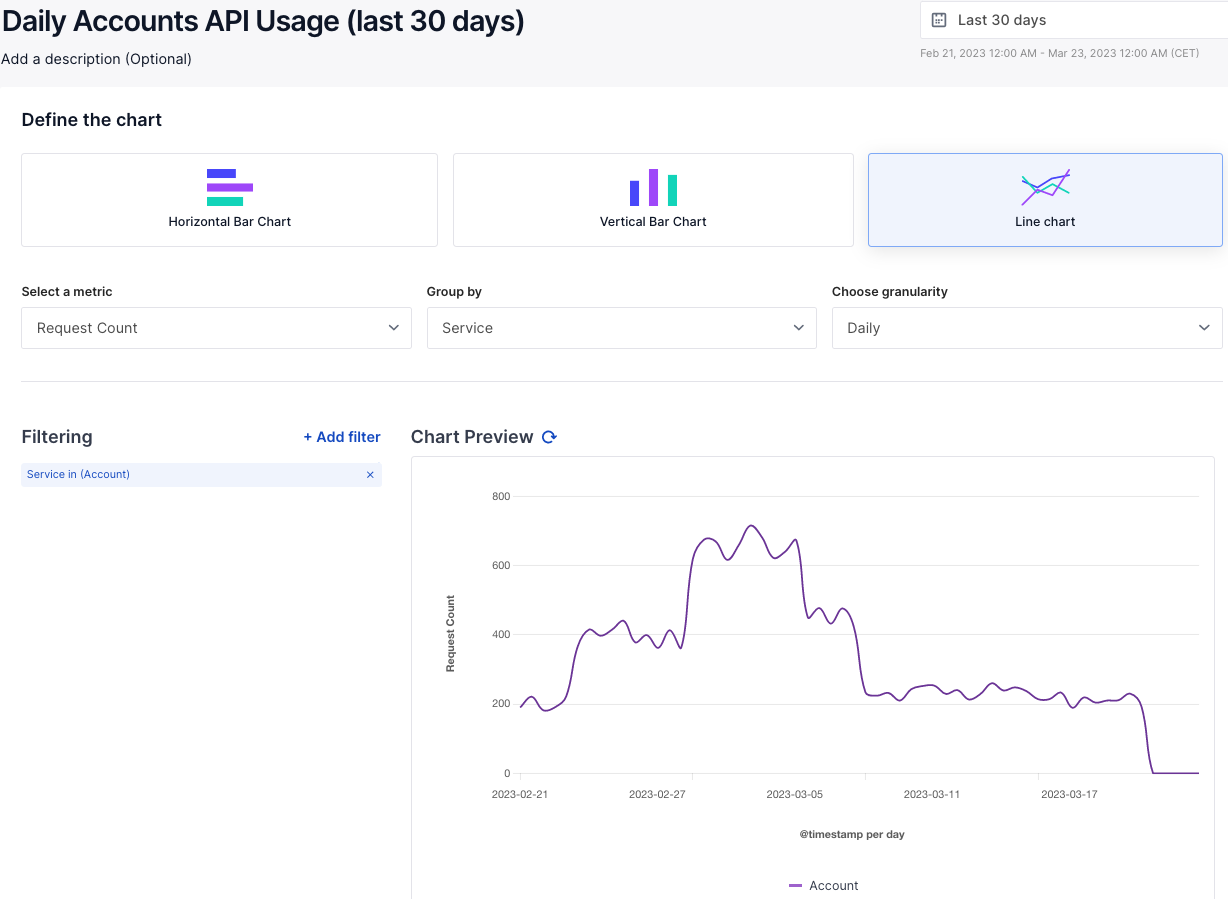 Daily Accounts API Usage (last 30 days)
Last 30 days
Add a description (Optional)
Feb 21, 2023 12:00 AM - Mar 23, 2023 12:00 AM (CET)
Define the chart
Horizontal Bar Chart
Vertical Bar Chart
Line chart
Select a metric
Group by
Choose granularity
Request Count
Service
Daily
Filtering
+ Add filter
Chart Preview
Service in (Account)
×
800
600
400
200
0
Request Count
2023-02-21
2023-02-27
2023-03-05
2023-03-11
2023-03-17
@timestamp per day
Account